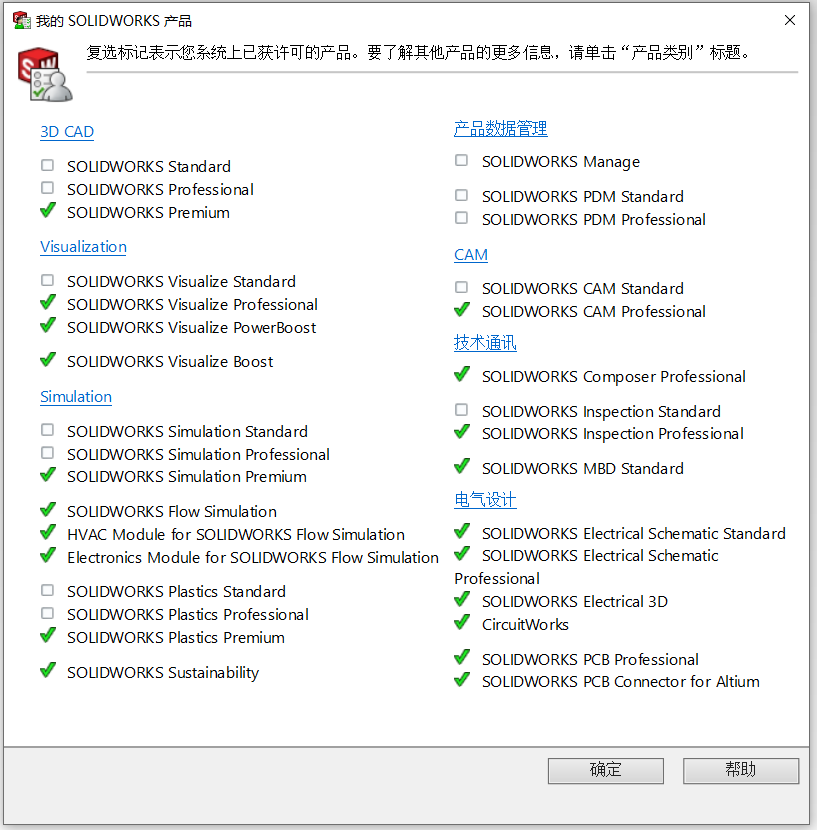 我的 SOLIDWORKS 产品
复选标记表示您系统上已获许可的产品。要了解其他产品的更多信息，请单击“产品类别”标题。
3D CAD
SOLIDWORKS Standard
SOLIDWORKS Professional
SOLIDWORKS Premium
Visualization
SOLIDWORKS Visualize Standard
SOLIDWORKS Visualize Professional
SOLIDWORKS Visualize PowerBoost
SOLIDWORKS Visualize Boost
Simulation
SOLIDWORKS Simulation Standard
SOLIDWORKS Simulation Professional
SOLIDWORKS Simulation Premium
SOLIDWORKS Flow Simulation
HVAC Module for SOLIDWORKS Flow Simulation
Electronics Module for SOLIDWORKS Flow Simulation
SOLIDWORKS Plastics Standard
SOLIDWORKS Plastics Professional
SOLIDWORKS Plastics Premium
SOLIDWORKS Sustainability
产品数据管理
SOLIDWORKS Manage
SOLIDWORKS PDM Standard
SOLIDWORKS PDM Professional
CAM
SOLIDWORKS CAM Standard
SOLIDWORKS CAM Professional
技术通讯
SOLIDWORKS Composer Professional
SOLIDWORKS Inspection Standard
SOLIDWORKS Inspection Professional
SOLIDWORKS MBD Standard
电气设计
SOLIDWORKS Electrical Schematic Standard
SOLIDWORKS Electrical Schematic
Professional
SOLIDWORKS Electrical 3D
CircuitWorks
SOLIDWORKS PCB Professional
SOLIDWORKS PCB Connector for Altium
确定
帮助